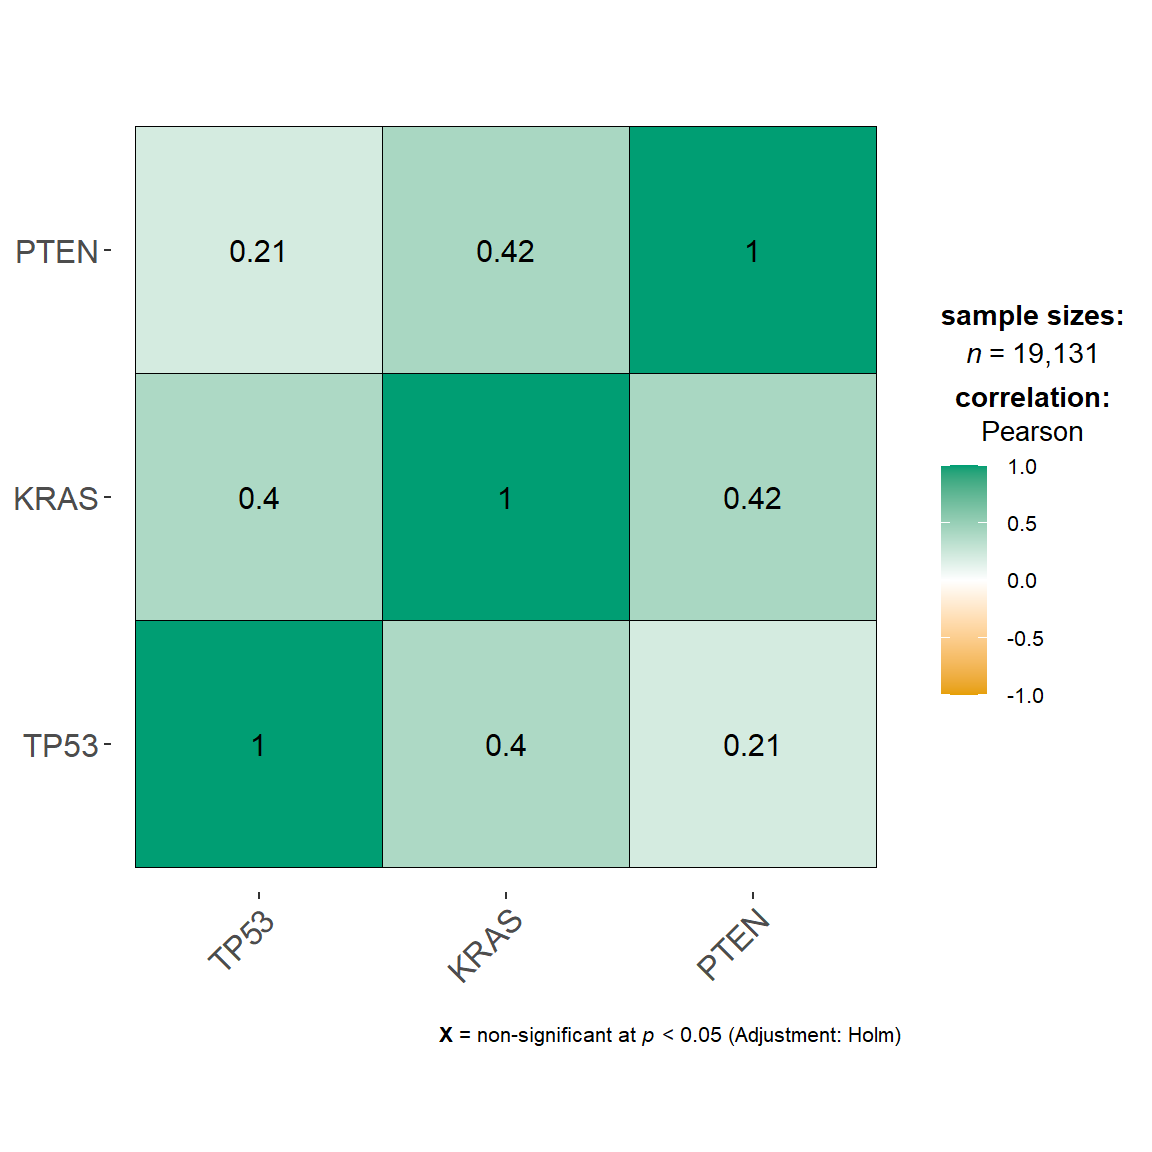 PTEN 0.21 0.42 1
KRAS 0.4 1 0.42
TP53 1 0.4 0.21
TP53 KRAS PTEN
sample sizes:
n = 19,131
correlation:
Pearson
1.0
0.5
0.0
-0.5
-1.0
X = non-significant at p < 0.05 (Adjustment: Holm)